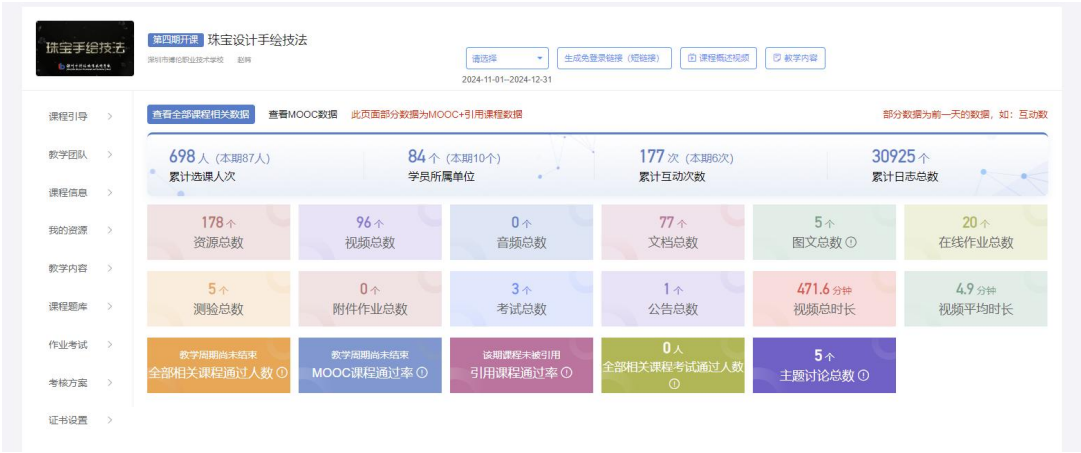 珠宝手绘技法
第四期开课 珠宝设计手绘技法
深圳市博伦职业技术学校 赵韩
请选择 生成免登录链接（短链接） 课程概述视频 教学内容
2024-11-01--2024-12-31
查看全部课程相关数据 查看MOOC数据 此页面部分数据为MOOC+引用课程数据 部分数据为前一天的数据，如：互动数
课程引导
教学团队
课程信息
我的资源
教学内容
课程题库
作业考试
考核方案
证书设置
698人（本期87人） 84个（本期10个） 177次（本期6次） 30925个
累计选课人次 学员所属单位 累计互动次数 累计日志总数
178个 96个 0个 77个 5个 20个
资源总数 视频总数 音频总数 文档总数 图文总数 在线作业总数
5个 0个 3个 1个 471.6分钟 4.9分钟
测验总数 附件作业总数 考试总数 公告总数 视频总时长 视频平均时长
教学周期尚未结束 教学周期尚未结束 该期课程未被引用 0人 5个
全部相关课程通过人数 MOOC课程通过率 引用课程通过率 全部相关课程考试通过人数 主题讨论总数